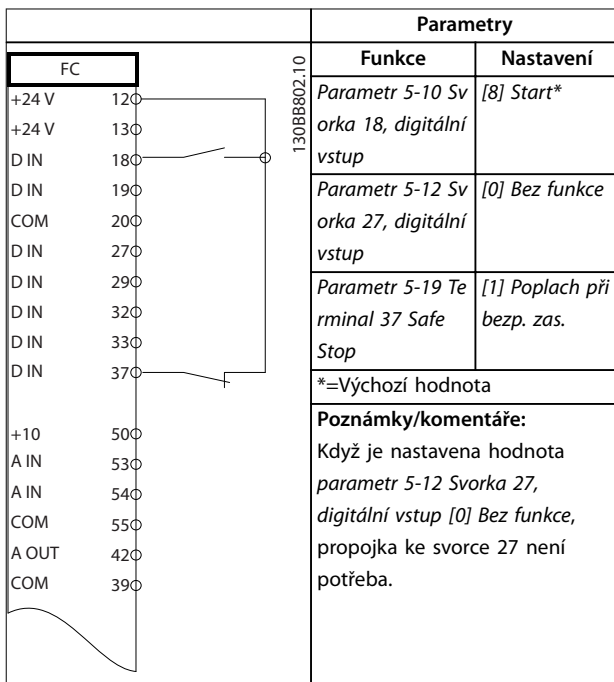 FC
+24 V 12
+24 V 13
D IN 18
D IN 19
COM 20
D IN 27
D IN 29
D IN 32
D IN 33
D IN 37
+10 50
A IN 53
A IN 54
COM 55
A OUT 42
COM 39
130BB802.10
Parametry
Funkce Nastavení
Parametr 5-10 Sv [8] Start*
orka 18, digitální
vstup
Parametr 5-12 Sv [0] Bez funkce
orka 27, digitální
vstup
Parametr 5-19 Te [1] Poplach při
rminal 37 Safe bezp. zas.
Stop
*=Výchozí hodnota
Poznámky/komentáře:
Když je nastavena hodnota
parametr 5-12 Svorka 27,
digitální vstup [0] Bez funkce,
propojka ke svorce 27 není
potřeba.